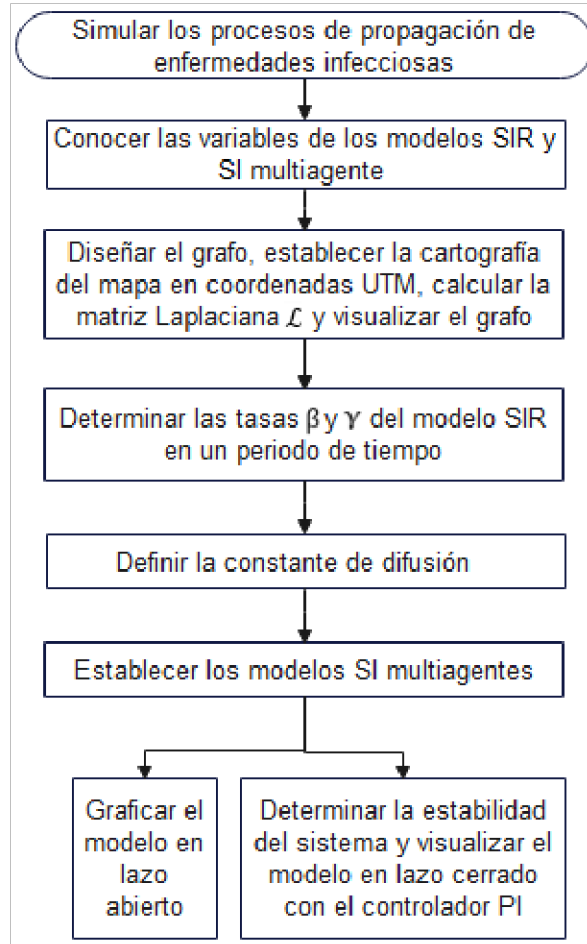 Simular los procesos de propagación de
enfermedades infecciosas
Conocer las variables de los modelos SIR y
SI multiagente
Diseñar el grafo, establecer la cartografía
del mapa en coordenadas UTM, calcular la
matriz Laplaciana ℒ y visualizar el grafo
Determinar las tasas β y γ del modelo SIR
en un periodo de tiempo
Definir la constante de difusión
Establecer los modelos SI multiagentes
Graficar el
modelo en
lazo
abierto
Determinar la estabilidad
del sistema y visualizar el
modelo en lazo cerrado
con el controlador PI